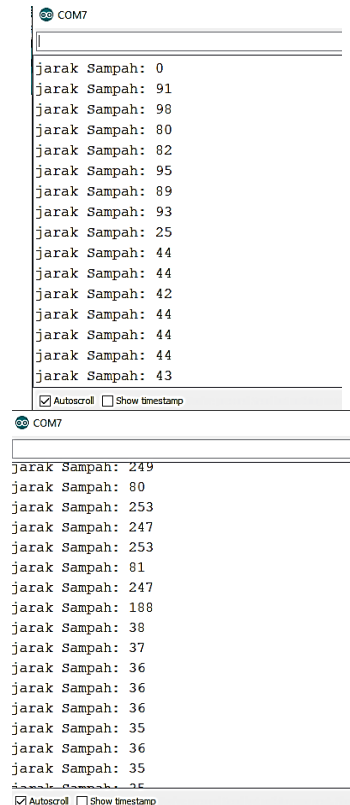 COM7
jarak Sampah: 0
jarak Sampah: 91
jarak Sampah: 98
jarak Sampah: 80
jarak Sampah: 82
jarak Sampah: 95
jarak Sampah: 89
jarak Sampah: 93
jarak Sampah: 25
jarak Sampah: 44
jarak Sampah: 44
jarak Sampah: 42
jarak Sampah: 44
jarak Sampah: 44
jarak Sampah: 44
jarak Sampah: 43
Autoscroll Show timestamp
COM7
jarak Sampah: 249
jarak Sampah: 80
jarak Sampah: 253
jarak Sampah: 247
jarak Sampah: 253
jarak Sampah: 81
jarak Sampah: 247
jarak Sampah: 188
jarak Sampah: 38
jarak Sampah: 37
jarak Sampah: 36
jarak Sampah: 36
jarak Sampah: 36
jarak Sampah: 35
jarak Sampah: 36
jarak Sampah: 35
jarak Sampah: 35
Autoscroll Show timestamp